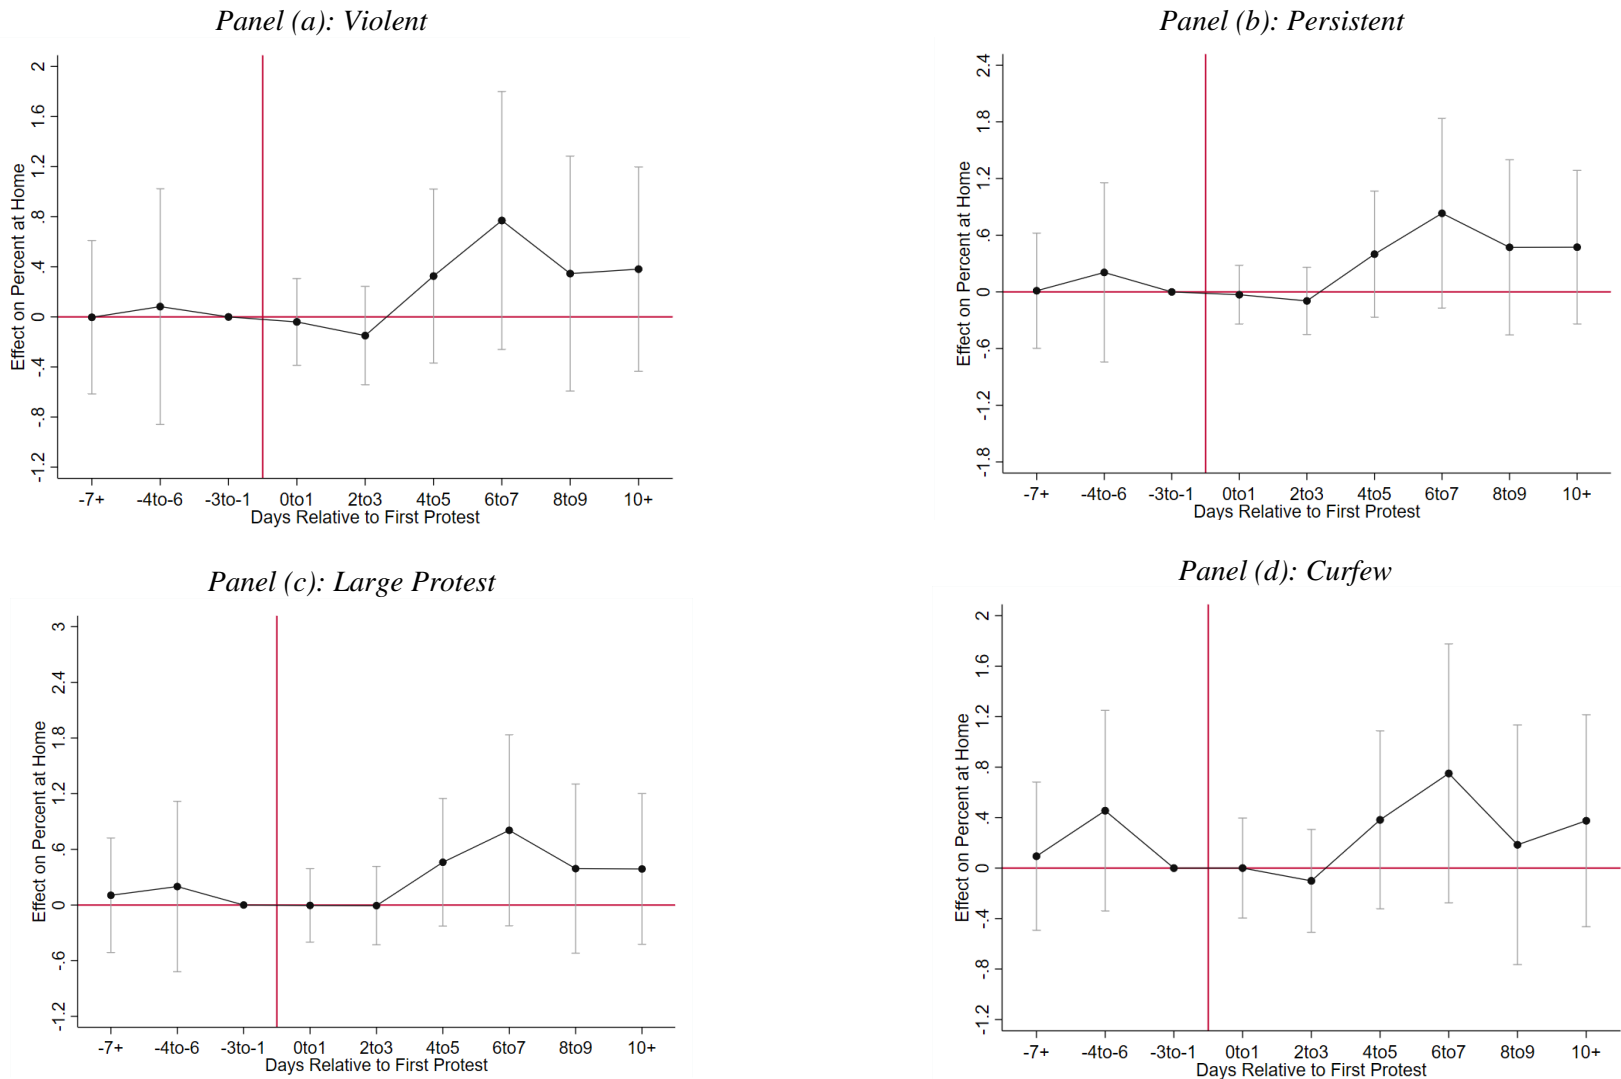 Panel (a): Violent
Effect on Percent at Home
2
1.6
1.2
.8
.4
0
-.4
-.8
-1.2
-7+ -4to-6 -3to-1 0to1 2to3 4to5 6to7 8to9 10+
Days Relative to First Protest
Panel (b): Persistent
Effect on Percent at Home
2.4
1.8
1.2
.6
0
-.6
-1.2
-1.8
-7+ -4to-6 -3to-1 0to1 2to3 4to5 6to7 8to9 10+
Days Relative to First Protest
Panel (c): Large Protest
Effect on Percent at Home
3
2.4
1.8
1.2
.6
0
-.6
-1.2
-7+ -4to-6 -3to-1 0to1 2to3 4to5 6to7 8to9 10+
Days Relative to First Protest
Panel (d): Curfew
Effect on Percent at Home
2
1.6
1.2
.8
.4
0
-.4
-.8
-1.2
-7+ -4to-6 -3to-1 0to1 2to3 4to5 6to7 8to9 10+
Days Relative to First Protest